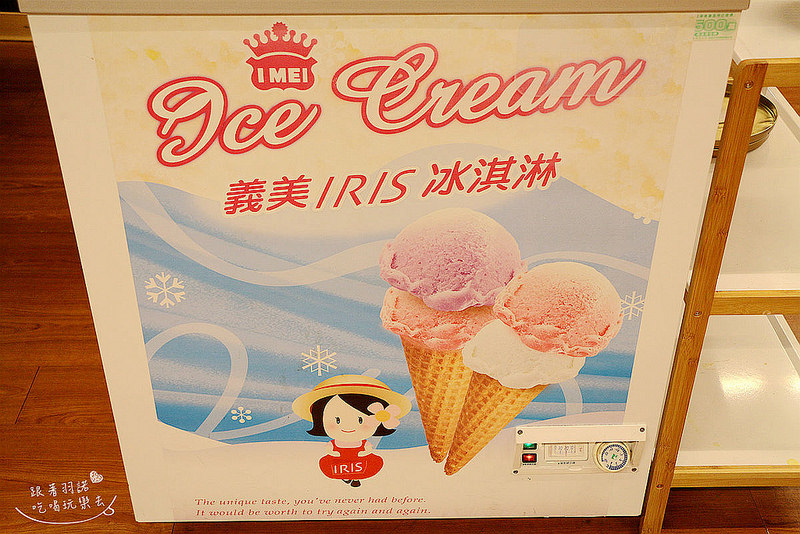 I MEI
Ice Cream
義美IRIS 冰淇淋
IRIS
The unique taste, you've never had before.
It would be worth to try again and again.
500
跟著羽諾
吃喝玩樂去